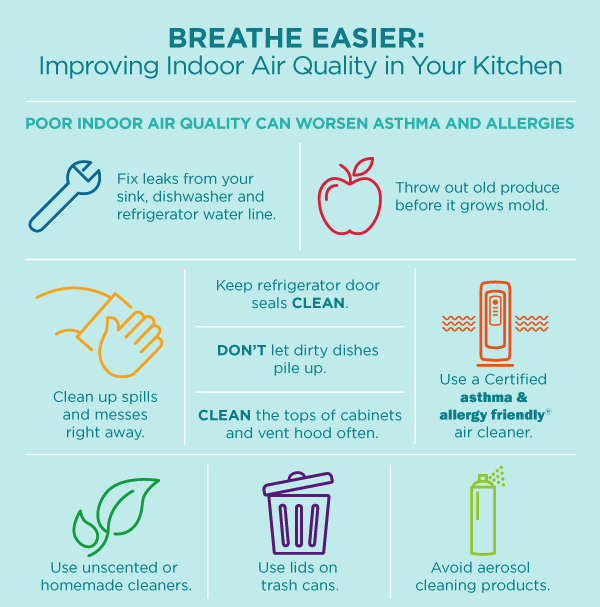 BREATHE EASIER:
Improving Indoor Air Quality in Your Kitchen
POOR INDOOR AIR QUALITY CAN WORSEN ASTHMA AND ALLERGIES
Fix leaks from your
sink, dishwasher and
refrigerator water line.
Throw out old produce
before it grows mold.
Clean up spills
and messes
right away.
Keep refrigerator door
seals CLEAN.
DON'T let dirty dishes
pile up.
CLEAN the tops of cabinets
and vent hood often.
Use a Certified
asthma &
allergy friendly®
air cleaner.
Use unscented or
homemade cleaners.
Use lids on
trash cans.
Avoid aerosol
cleaning products.